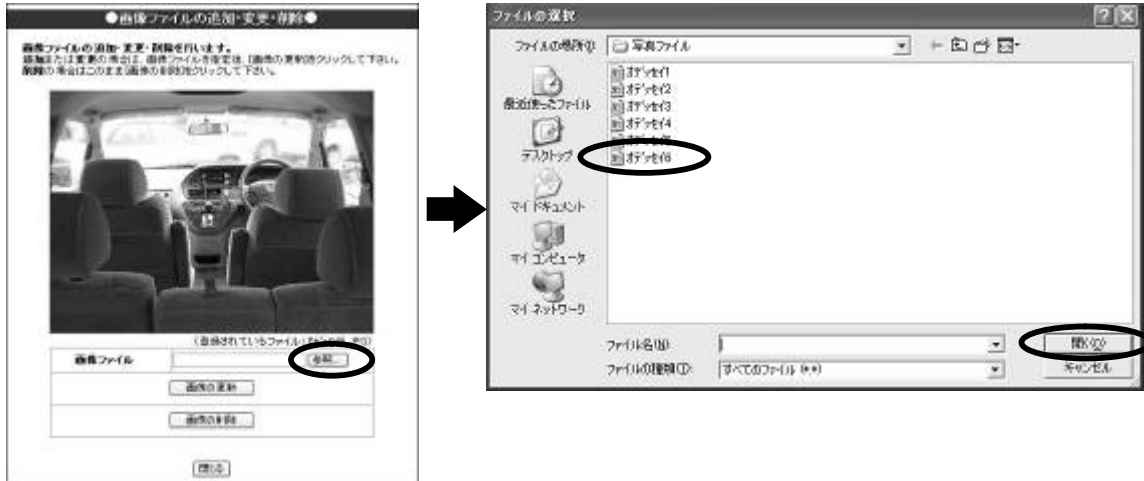 ●画像ファイルの追加・変更・削除●
画像ファイルの追加・変更・削除を行います。
追加または変更の場合は、画像ファイルを指定後、[画像の更新]をクリックして下さい。
削除の場合はこのまま[画像の削除]をクリックして下さい。
画像ファイル
参照...
画像の更新
画像の削除
閉じる
ファイルの選択
ファイルの場所(I):
写真ファイル
オデッセイ1
オデッセイ2
オデッセイ3
オデッセイ4
オデッセイ6
最近使ったファイル
デスクトップ
マイ ドキュメント
マイ コンピュータ
マイ ネットワーク
ファイル名(N):
開く(O)
ファイルの種類(T):
すべてのファイル (*.*)
キャンセル